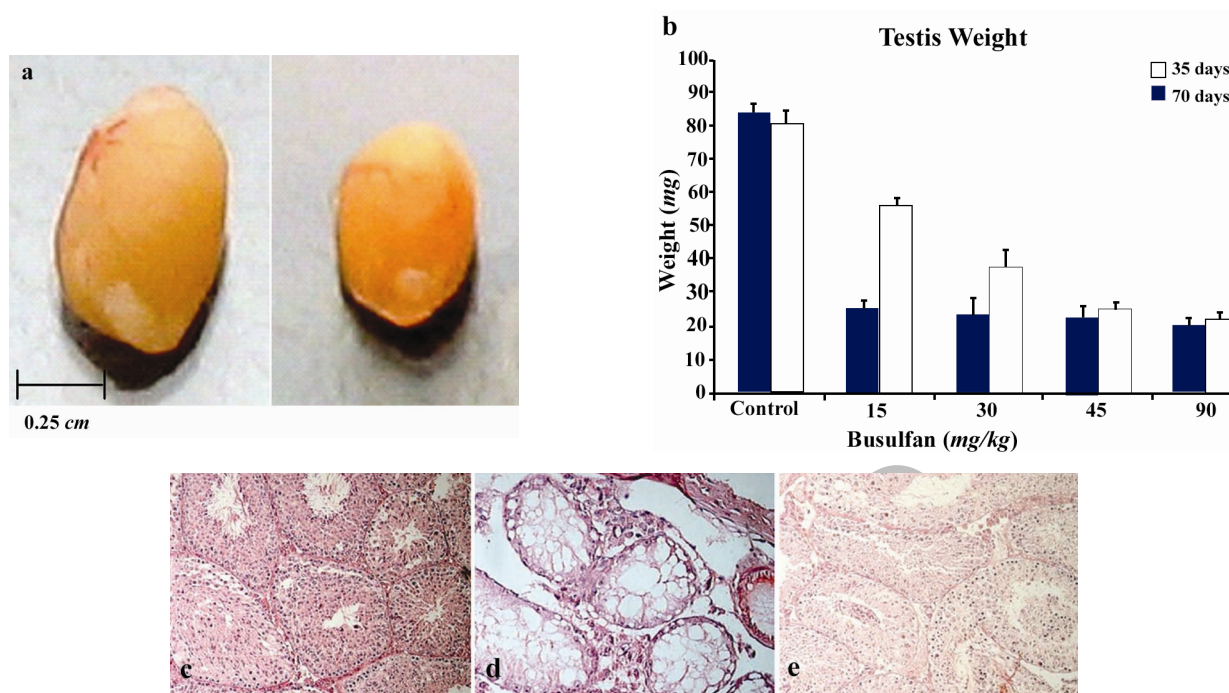 a
0.25 cm
b
Testis Weight
35 days
70 days
100
90
80
70
60
50
40
30
20
10
0
Weight (mg)
Control 15 30 45 90
Busulfan (mg/kg)
c
d
e